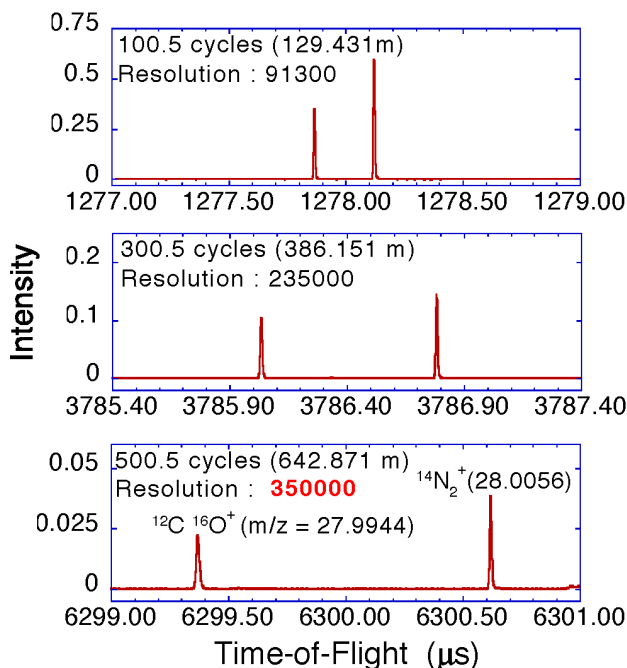 0.75
100.5 cycles (129.431m)
Resolution : 91300
0.5
0.25
0
1277.00 1277.50 1278.00 1278.50 1279.00
0.2
300.5 cycles (386.151 m)
Resolution : 235000
0.1
0
3785.40 3785.90 3786.40 3786.90 3787.40
Intensity
0.05
500.5 cycles (642.871 m)
Resolution : 350000
¹⁴N₂⁺(28.0056)
0.025
¹²C ¹⁶O⁺ (m/z = 27.9944)
0
6299.00 6299.50 6300.00 6300.50 6301.00
Time-of-Flight (μs)